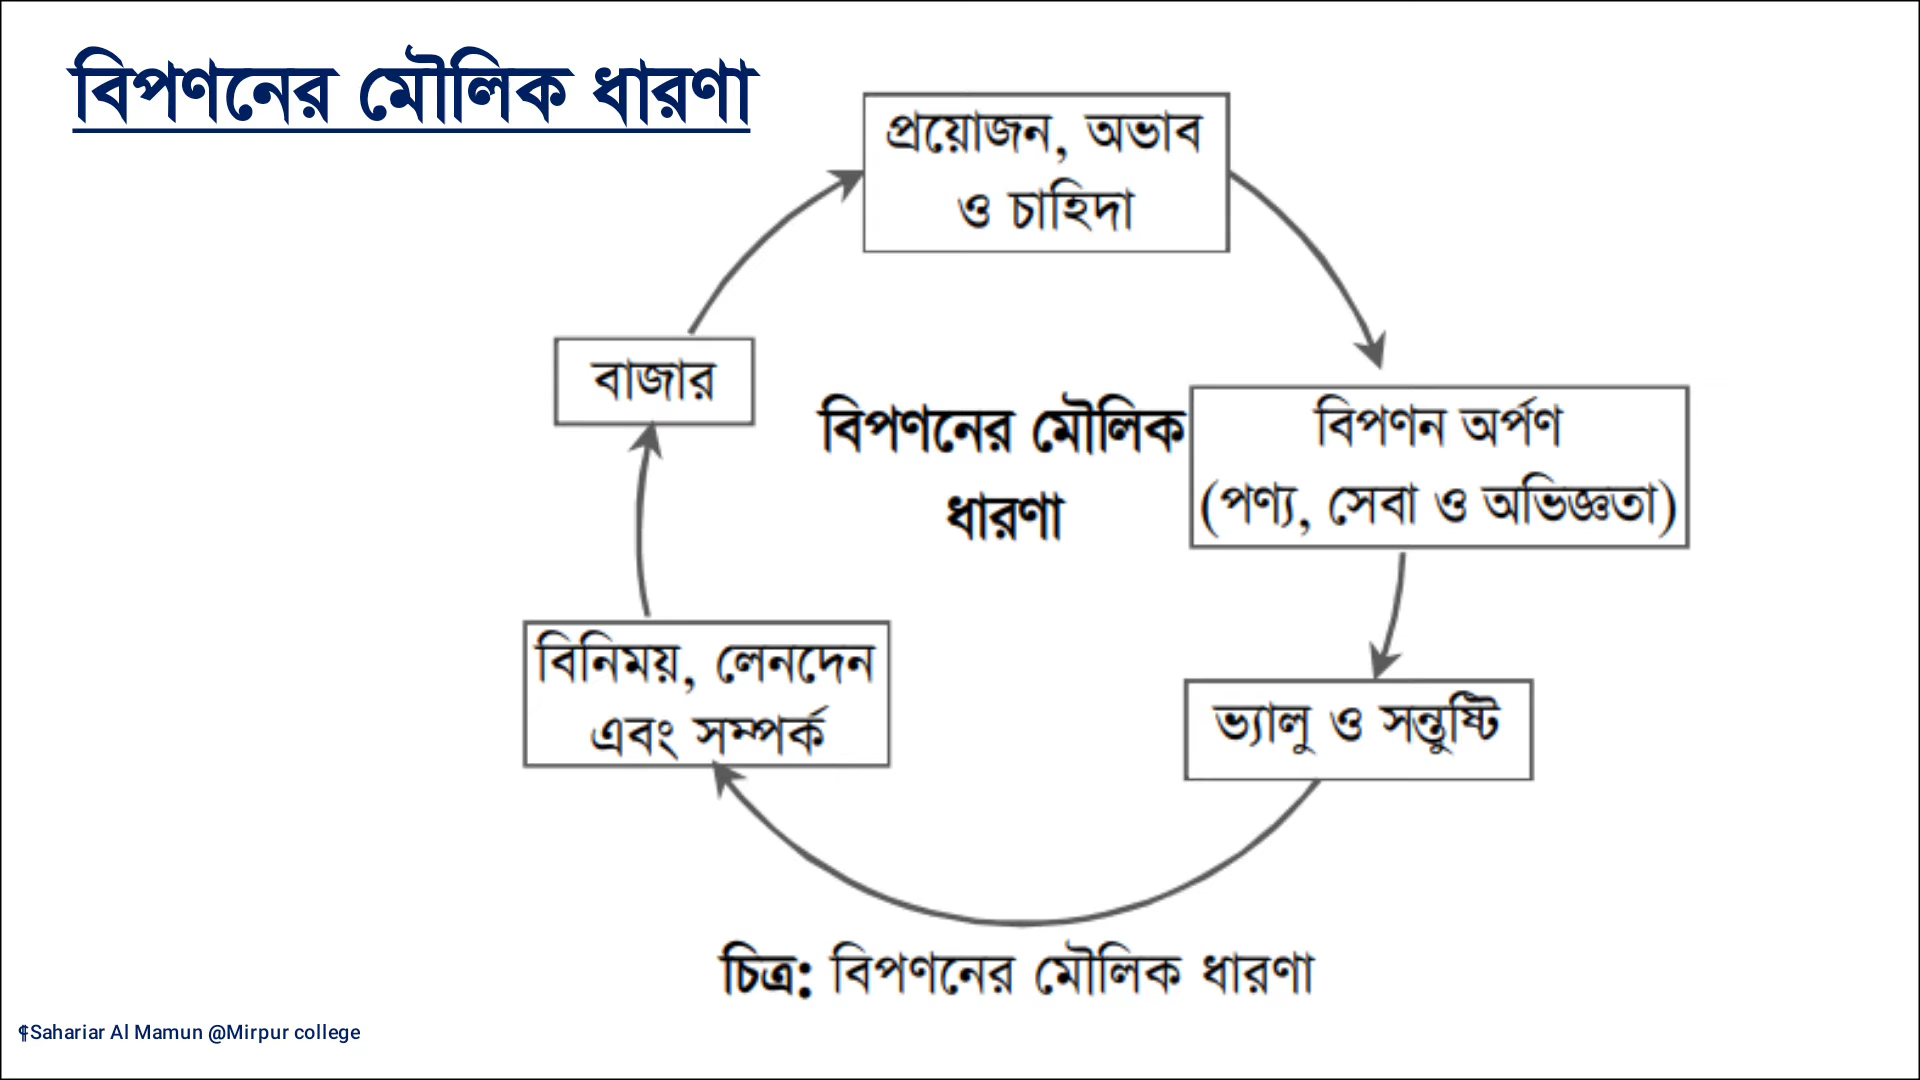 বিপণনের মৌলিক ধারণা
প্রয়োজন, অভাব
ও চাহিদা
বাজার
বিপণনের মৌলিক
ধারণা
বিপণন অর্পণ
(পণ্য, সেবা ও অভিজ্ঞতা)
বিনিময়, লেনদেন
এবং সম্পর্ক
ভ্যালু ও সন্তুষ্টি
চিত্র: বিপণনের মৌলিক ধারণা
Sahariar Al Mamun @Mirpur college